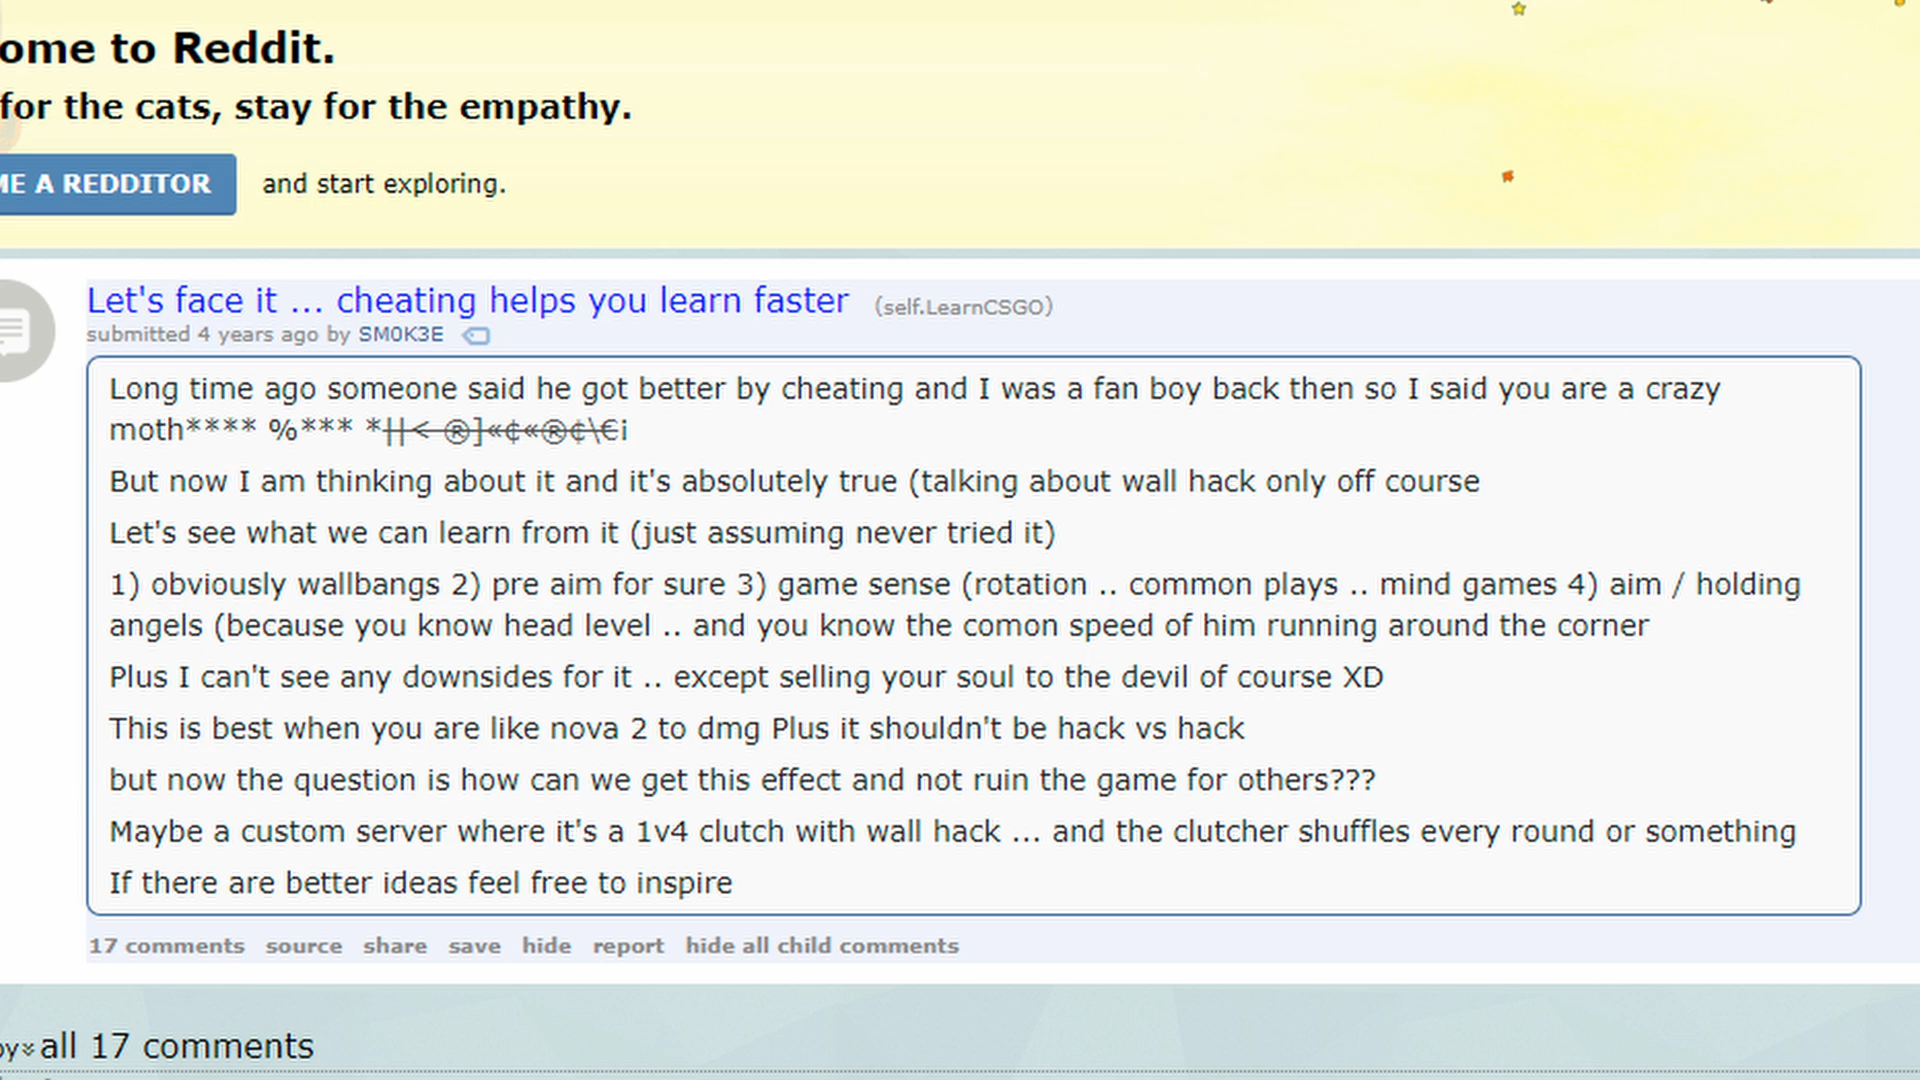 ome to Reddit.
for the cats, stay for the empathy.
ME A REDDITOR and start exploring.
Let's face it ... cheating helps you learn faster (self.LearnCSGO)
submitted 4 years ago by SM0K3E
Long time ago someone said he got better by cheating and I was a fan boy back then so I said you are a crazy
moth**** %*** *||< ®]«¢«®¢\€i
But now I am thinking about it and it's absolutely true (talking about wall hack only off course
Let's see what we can learn from it (just assuming never tried it)
1) obviously wallbangs 2) pre aim for sure 3) game sense (rotation .. common plays .. mind games 4) aim / holding
angels (because you know head level .. and you know the comon speed of him running around the corner
Plus I can't see any downsides for it .. except selling your soul to the devil of course XD
This is best when you are like nova 2 to dmg Plus it shouldn't be hack vs hack
but now the question is how can we get this effect and not ruin the game for others???
Maybe a custom server where it's a 1v4 clutch with wall hack ... and the clutcher shuffles every round or something
If there are better ideas feel free to inspire
17 comments source share save hide report hide all child comments
by all 17 comments